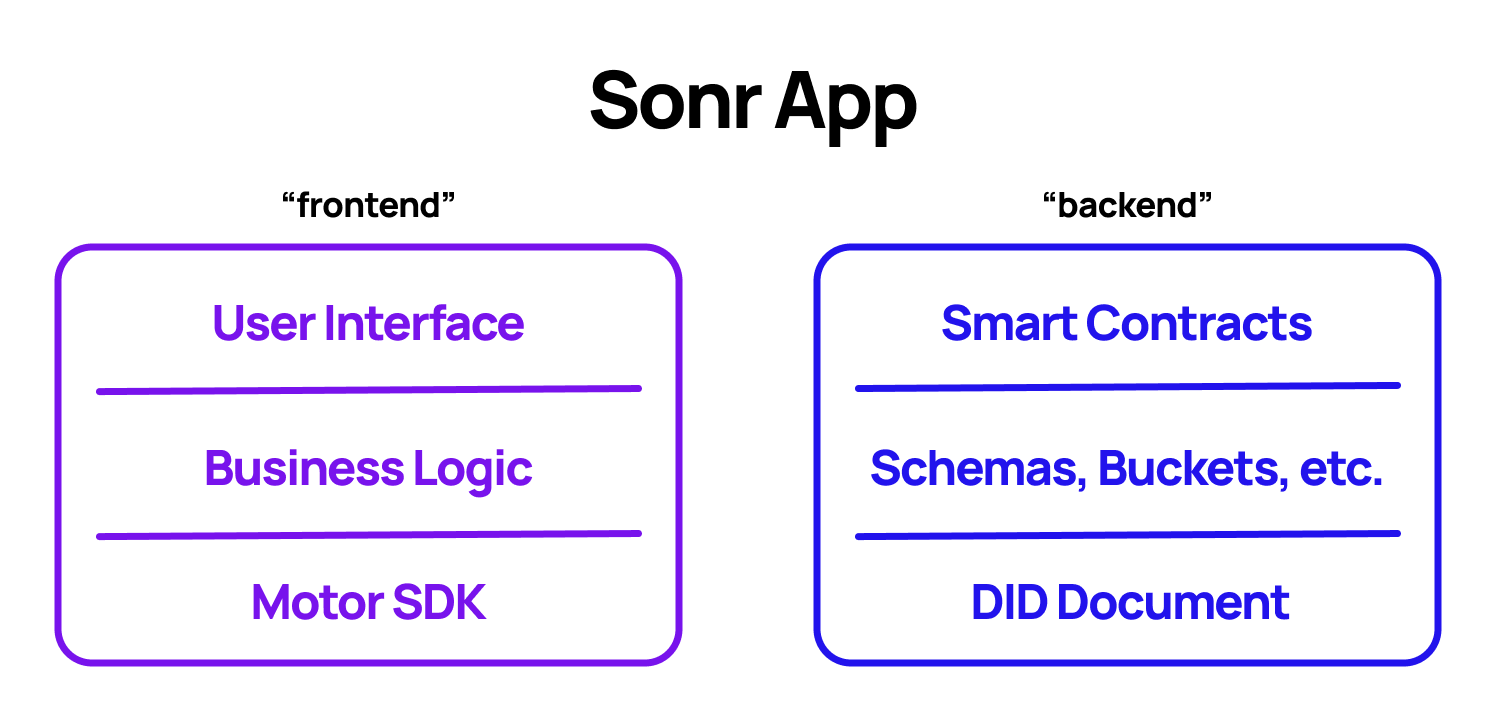 Sonr App
“frontend”
User Interface
Business Logic
Motor SDK
“backend”
Smart Contracts
Schemas, Buckets, etc.
DID Document